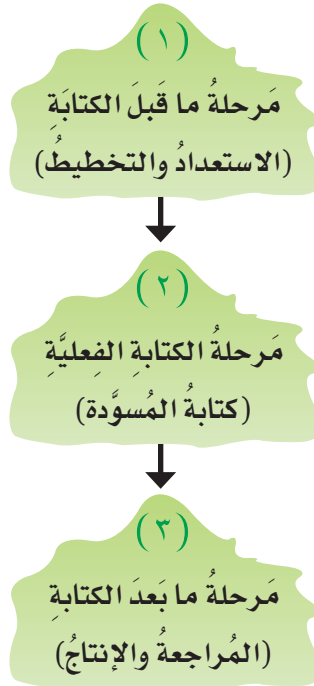 (١)
مَرحلةُ ما قَبلَ الكتابَةِ
(الاستعدادُ والتخطيطُ)
(٢)
مَرحلةُ الكتابةِ الفِعليَّةِ
(كتابةُ المُسوَّدة)
(٣)
مَرحلةُ ما بَعدَ الكتابةِ
(المُراجعةُ والإنتاجُ)